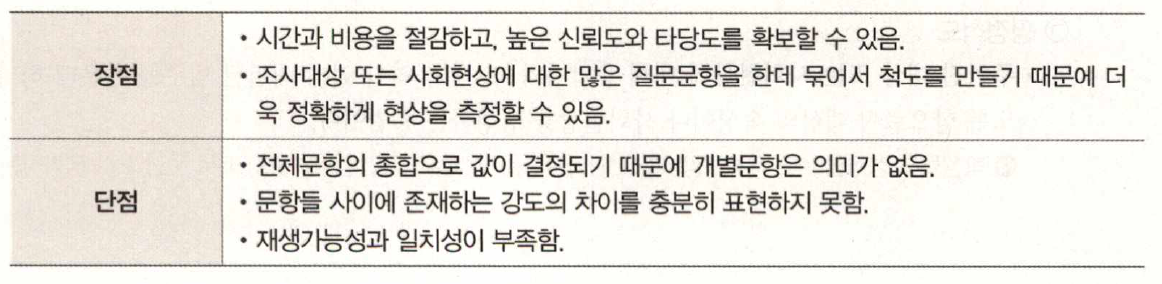 장점
• 시간과 비용을 절감하고, 높은 신뢰도와 타당도를 확보할 수 있음.
• 조사대상 또는 사회현상에 대한 많은 질문문항을 한데 묶어서 척도를 만들기 때문에 더
욱 정확하게 현상을 측정할 수 있음.
단점
• 전체문항의 총합으로 값이 결정되기 때문에 개별문항은 의미가 없음.
• 문항들 사이에 존재하는 강도의 차이를 충분히 표현하지 못함.
• 재생가능성과 일치성이 부족함.